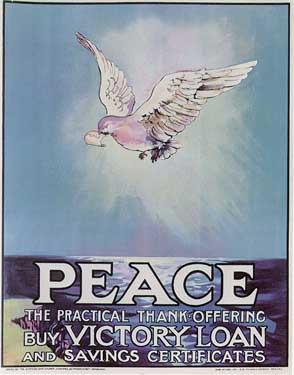 PEACE
THE PRACTICAL THANK-OFFERING
BUY VICTORY LOAN
AND SAVINGS CERTIFICATES